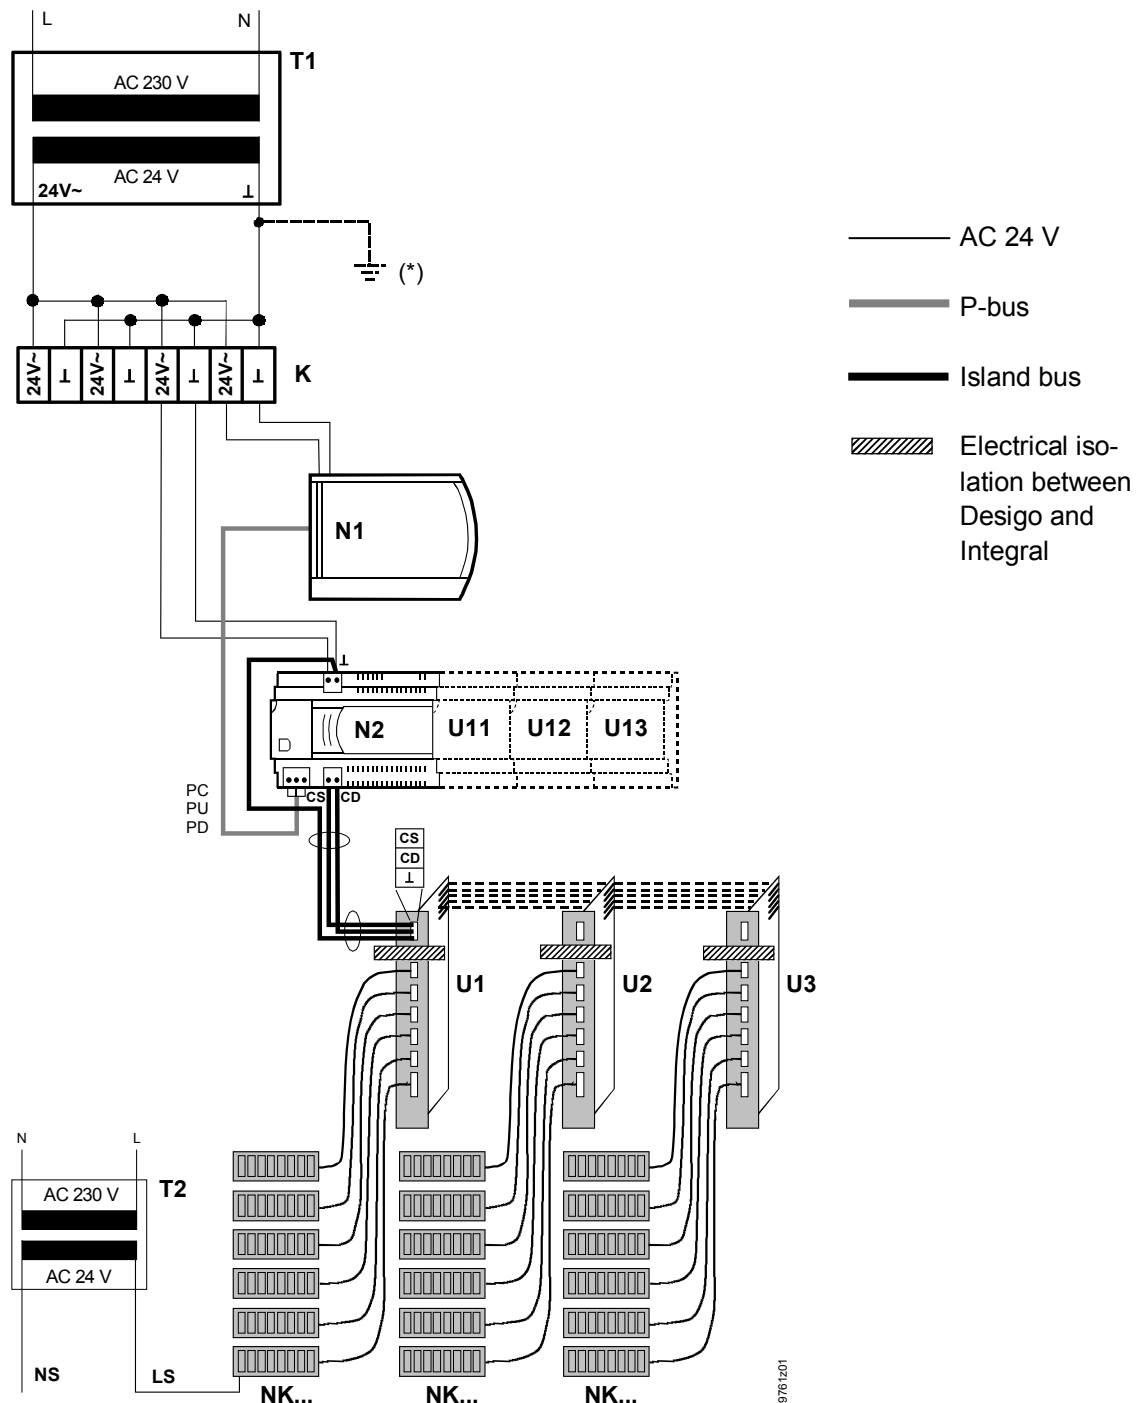 L N
T1
AC 230 V
AC 24 V
24V~ ⊥
(*)
24V~ ⊥ 24V~ ⊥ 24V~ ⊥ 24V~ ⊥
K
AC 24 V
P-bus
Island bus
Electrical iso-
lation between
Desigo and
Integral
N1
⊥
N2 U11 U12 U13
PC
PU
PD
CS CD
CS
CD
⊥
U1 U2 U3
N L
T2
AC 230 V
AC 24 V
NS LS
NK... NK... NK...
9761z01